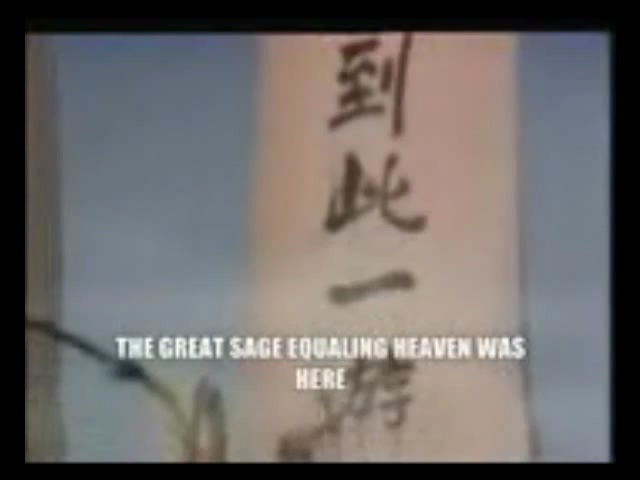 到此一游
THE GREAT SAGE EQUALING HEAVEN WAS
HERE